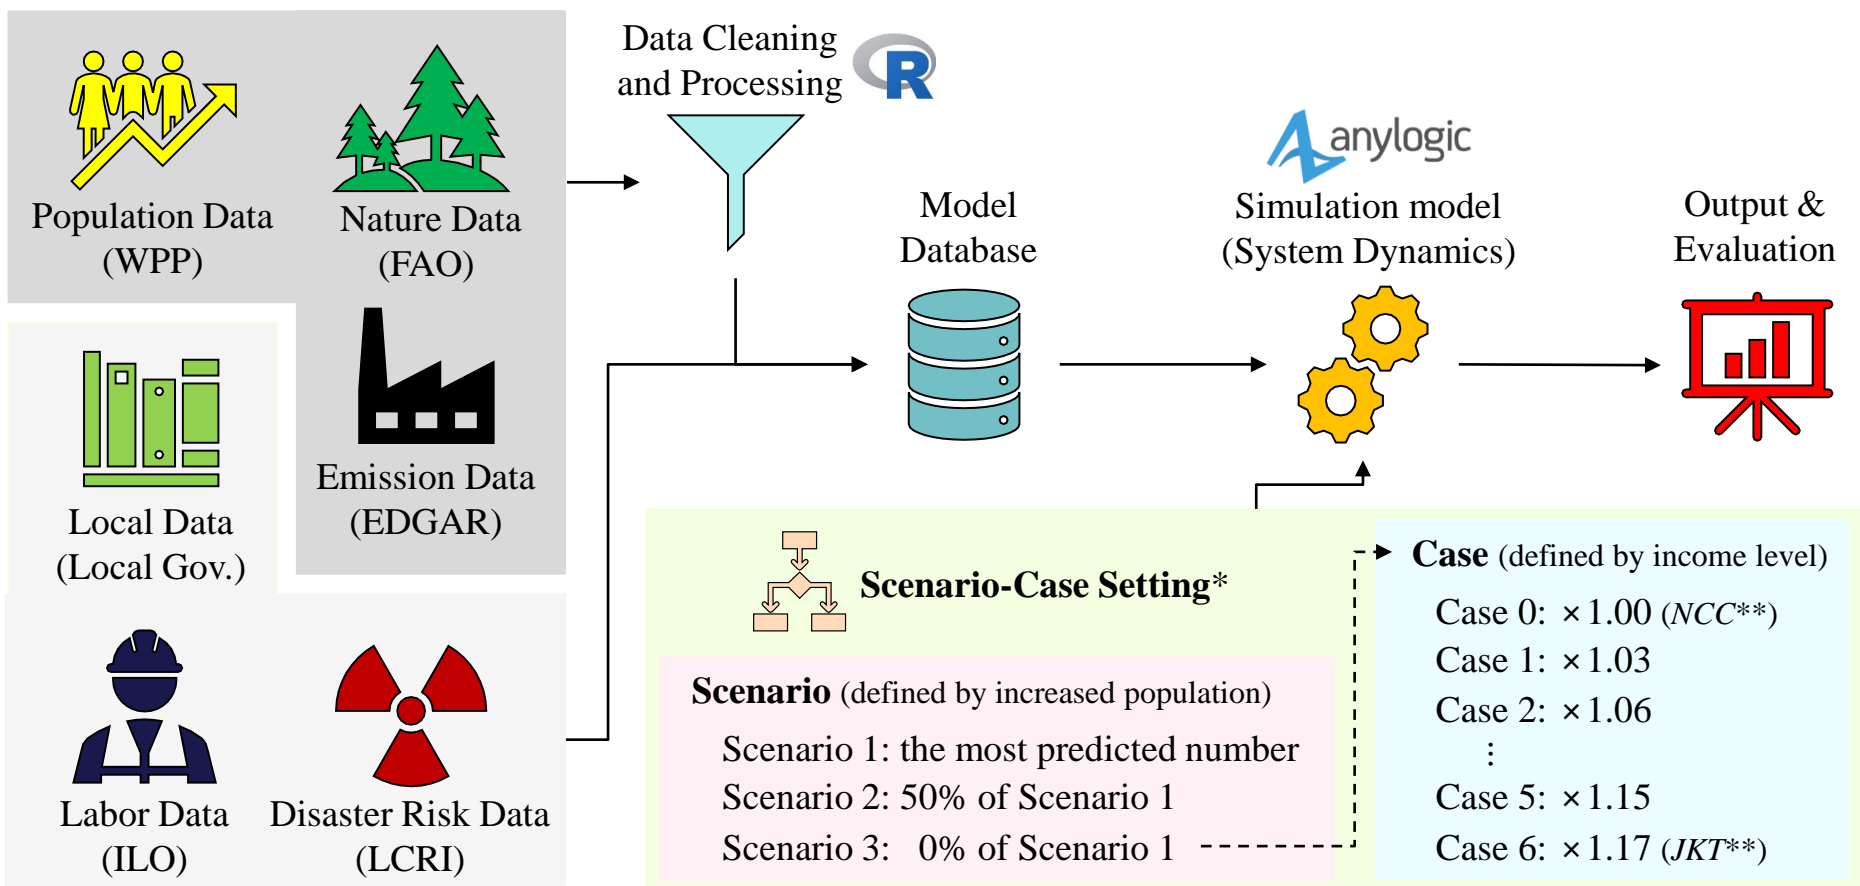 Population Data
(WPP)
Nature Data
(FAO)
Emission Data
(EDGAR)
Local Data
(Local Gov.)
Labor Data
(ILO)
Disaster Risk Data
(LCRI)
Data Cleaning
and Processing
R
Model
Database
anylogic
Simulation model
(System Dynamics)
Output &
Evaluation
Scenario-Case Setting*
Scenario (defined by increased population)
Scenario 1: the most predicted number
Scenario 2: 50% of Scenario 1
Scenario 3: 0% of Scenario 1
Case (defined by income level)
Case 0: ×1.00 (NCC**)
Case 1: ×1.03
Case 2: ×1.06
⋮
Case 5: ×1.15
Case 6: ×1.17 (JKT**)